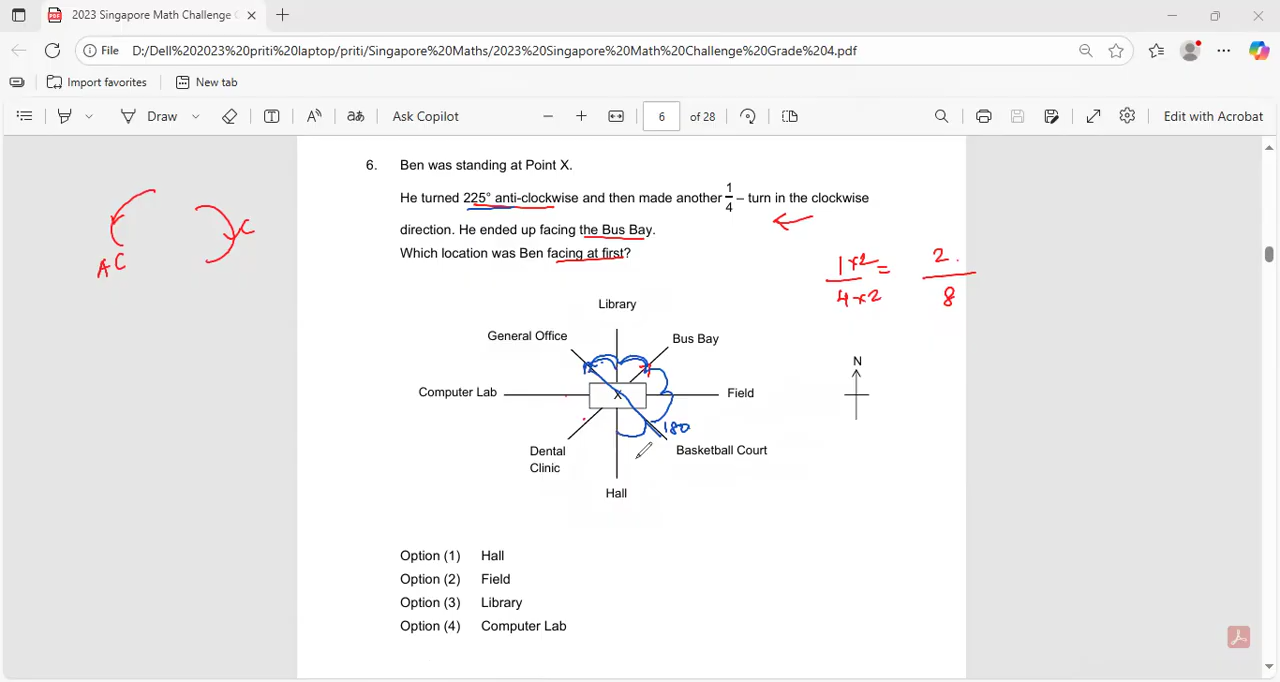 2023 Singapore Math Challenge
File
D:/Dell%202023%20priti%20laptop/priti/Singapore%20Maths/2023%20Singapore%20Math%20Challenge%20Grade%204.pdf
Import favorites
New tab
Draw
aあ
Ask Copilot
6 of 28
Edit with Acrobat
6. Ben was standing at Point X.
He turned 225° anti-clockwise and then made another 1/4 – turn in the clockwise
direction. He ended up facing the Bus Bay.
Which location was Ben facing at first?
A C
C
1 x2 = 2
4 x2 8
Library
General Office
Bus Bay
N
Computer Lab
X
Field
180
Dental
Clinic
Basketball Court
Hall
Option (1) Hall
Option (2) Field
Option (3) Library
Option (4) Computer Lab